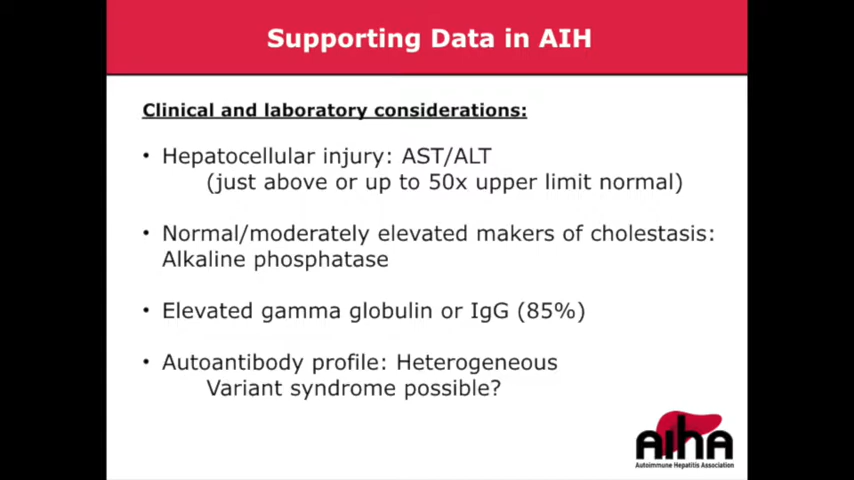 Supporting Data in AIH
Clinical and laboratory considerations:
• Hepatocellular injury: AST/ALT
(just above or up to 50x upper limit normal)
• Normal/moderately elevated makers of cholestasis:
Alkaline phosphatase
• Elevated gamma globulin or IgG (85%)
• Autoantibody profile: Heterogeneous
Variant syndrome possible?
AIHA
Autoimmune Hepatitis Association